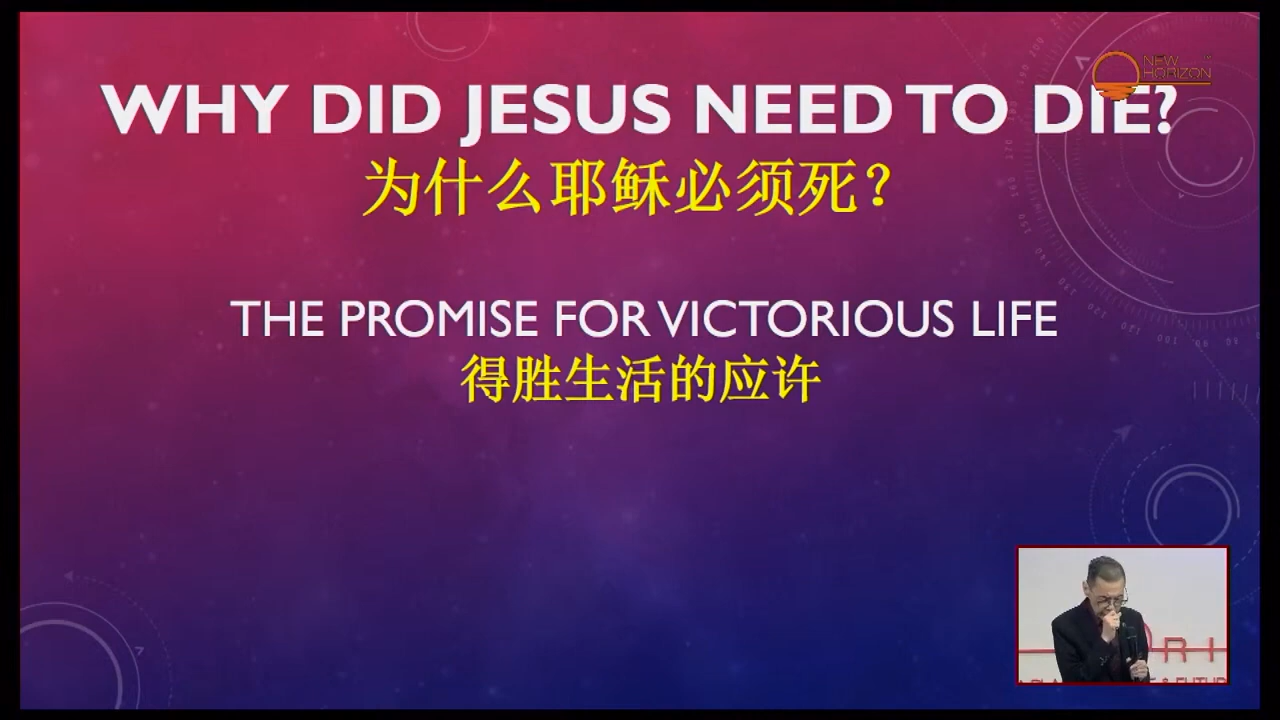 NEW
HORIZON
WHY DID JESUS NEED TO DIE?
为什么耶稣必须死？
THE PROMISE FOR VICTORIOUS LIFE
得胜生活的应许
ORI